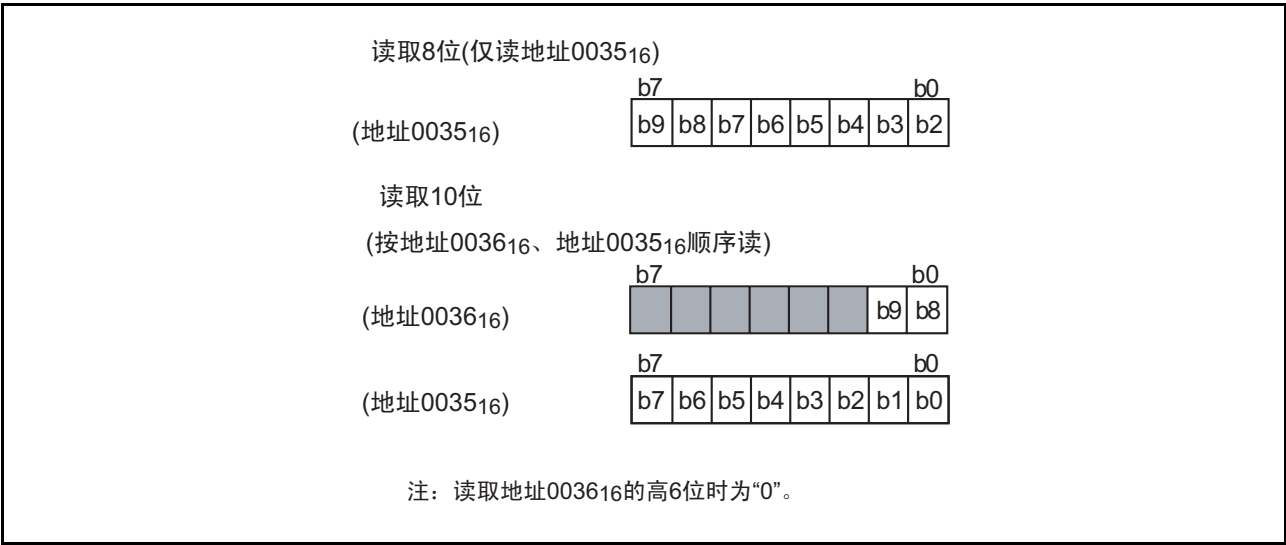 读取8位(仅读地址0035₁₆)
b7 b0
(地址0035₁₆) b9 b8 b7 b6 b5 b4 b3 b2
读取10位
(按地址0036₁₆、地址0035₁₆顺序读)
b7 b0
(地址0036₁₆) b9 b8
b7 b0
(地址0035₁₆) b7 b6 b5 b4 b3 b2 b1 b0
注：读取地址0036₁₆的高6位时为“0”。